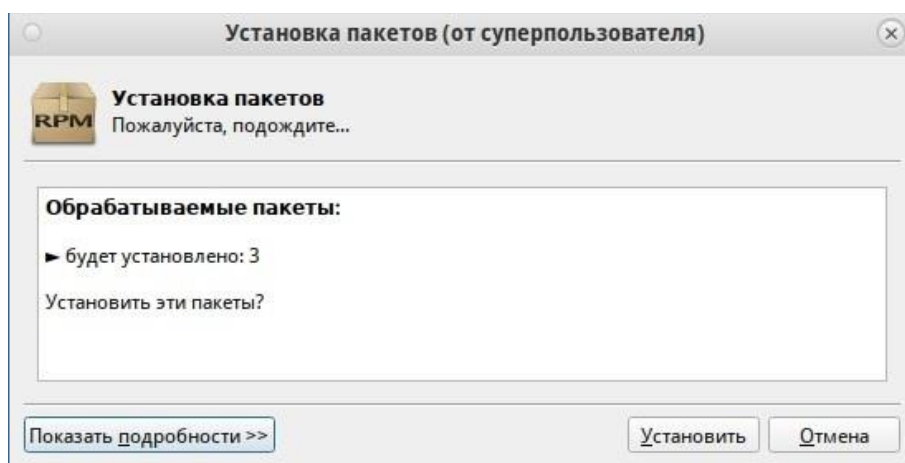 Установка пакетов (от суперпользователя)
RPM
Установка пакетов
Пожалуйста, подождите...
Обрабатываемые пакеты:
► будет установлено: 3
Установить эти пакеты?
Показать подробности >>
Установить
Отмена